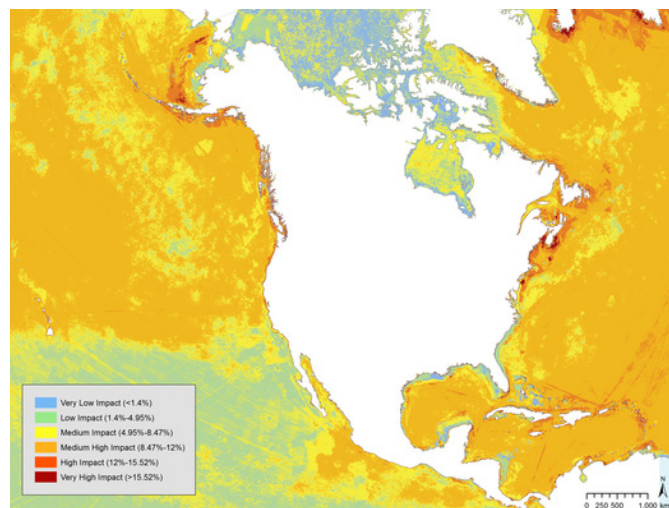 Very Low Impact (<1.4%)
Low Impact (1.4%-4.95%)
Medium Impact (4.95%-8.47%)
Medium High Impact (8.47%-12%)
High Impact (12%-15.52%)
Very High Impact (>15.52%)
N
0 250 500 1.000 km